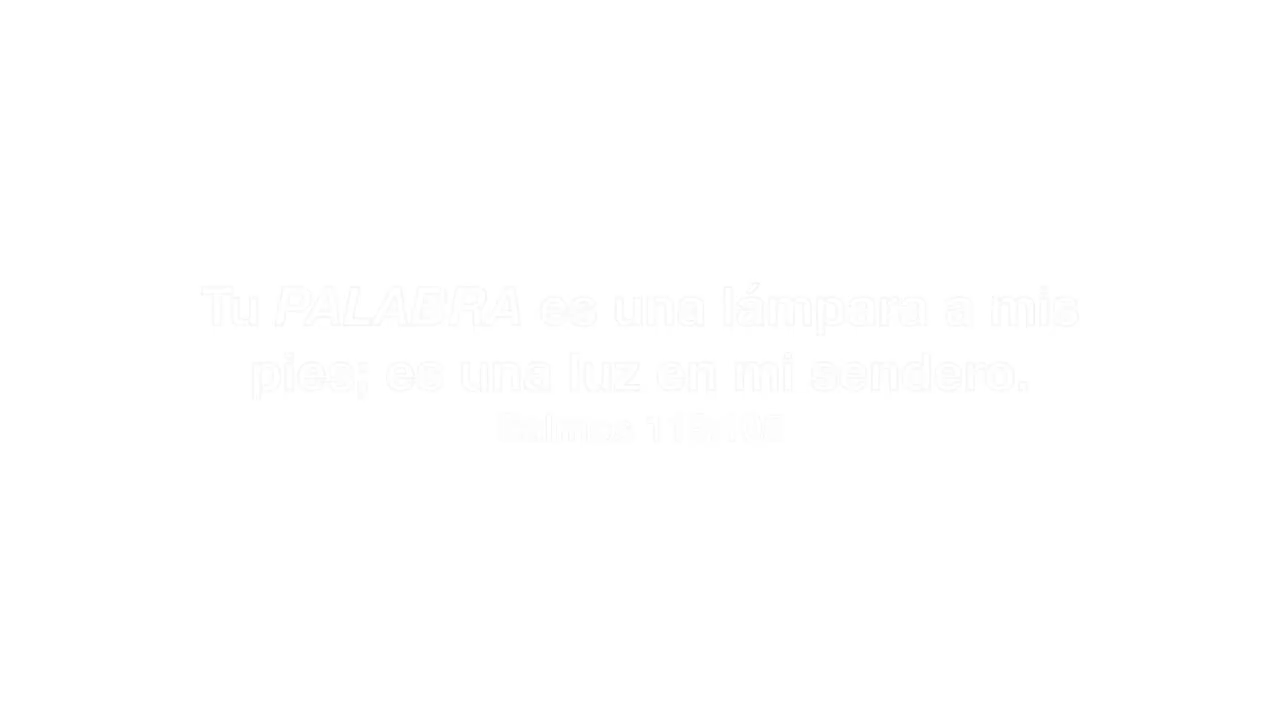 Tu PALABRA es una lámpara a mis
pies; es una luz en mi sendero.
Salmos 119:105